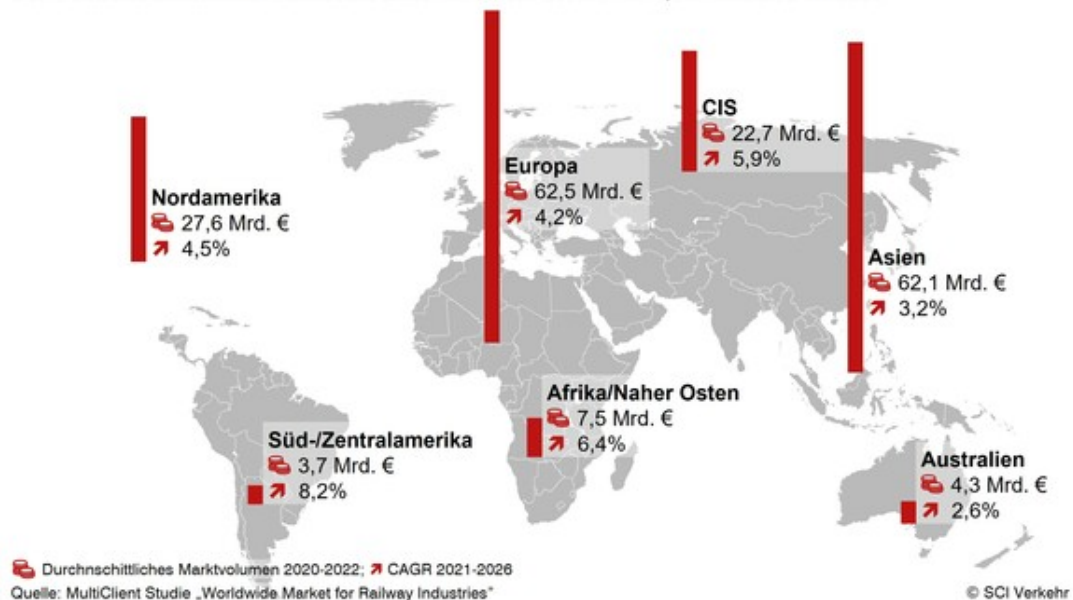 CIS
22,7 Mrd. €
5,9%
Europa
62,5 Mrd. €
4,2%
Nordamerika
27,6 Mrd. €
4,5%
Asien
62,1 Mrd. €
3,2%
Afrika/Naher Osten
7,5 Mrd. €
6,4%
Süd-/Zentralamerika
3,7 Mrd. €
8,2%
Australien
4,3 Mrd. €
2,6%
Durchnschittliches Marktvolumen 2020-2022; CAGR 2021-2026
Quelle: MultiClient Studie „Worldwide Market for Railway Industries"
© SCI Verkehr